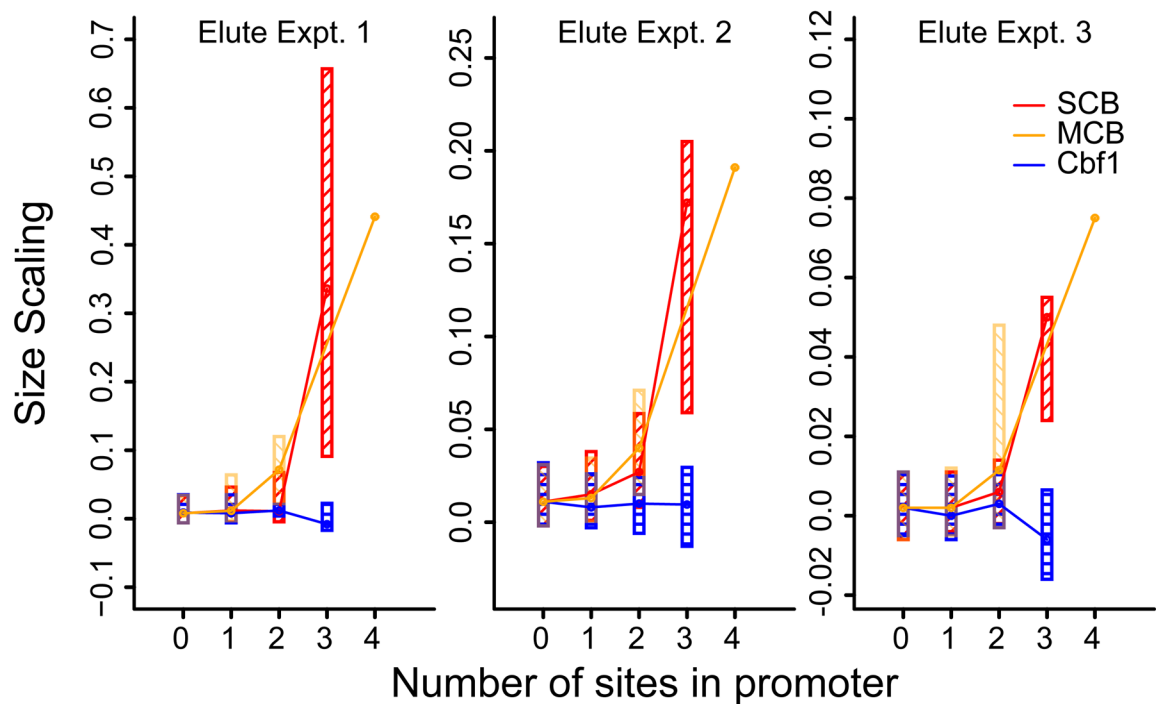 Elute Expt. 1
Elute Expt. 2
Elute Expt. 3
Size Scaling
0.7
0.6
0.5
0.4
0.3
0.2
0.1
0.0
−0.1
0.25
0.20
0.15
0.10
0.05
0.0
0.12
0.10
0.08
0.06
0.04
0.02
0.0
−0.02
SCB
MCB
Cbf1
0 1 2 3 4
0 1 2 3 4
0 1 2 3 4
Number of sites in promoter